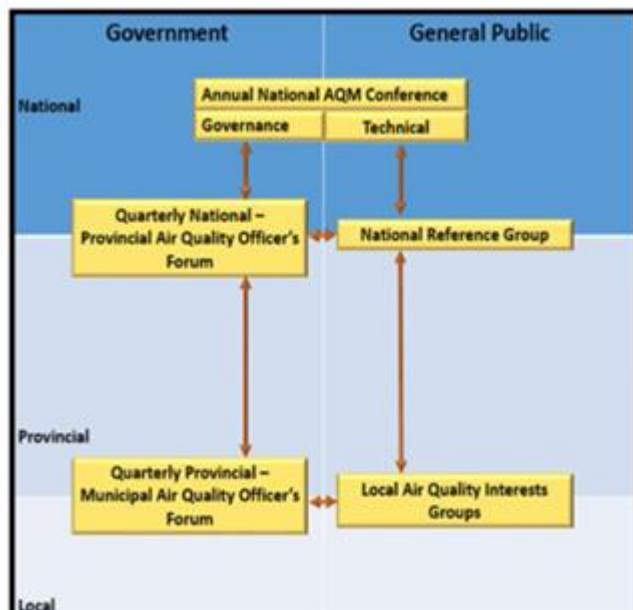 Government
General Public
National
Annual National AQM Conference
Governance
Technical
Quarterly National –
Provincial Air Quality Officer's
Forum
National Reference Group
Provincial
Quarterly Provincial –
Municipal Air Quality Officer's
Forum
Local Air Quality Interests
Groups
Local